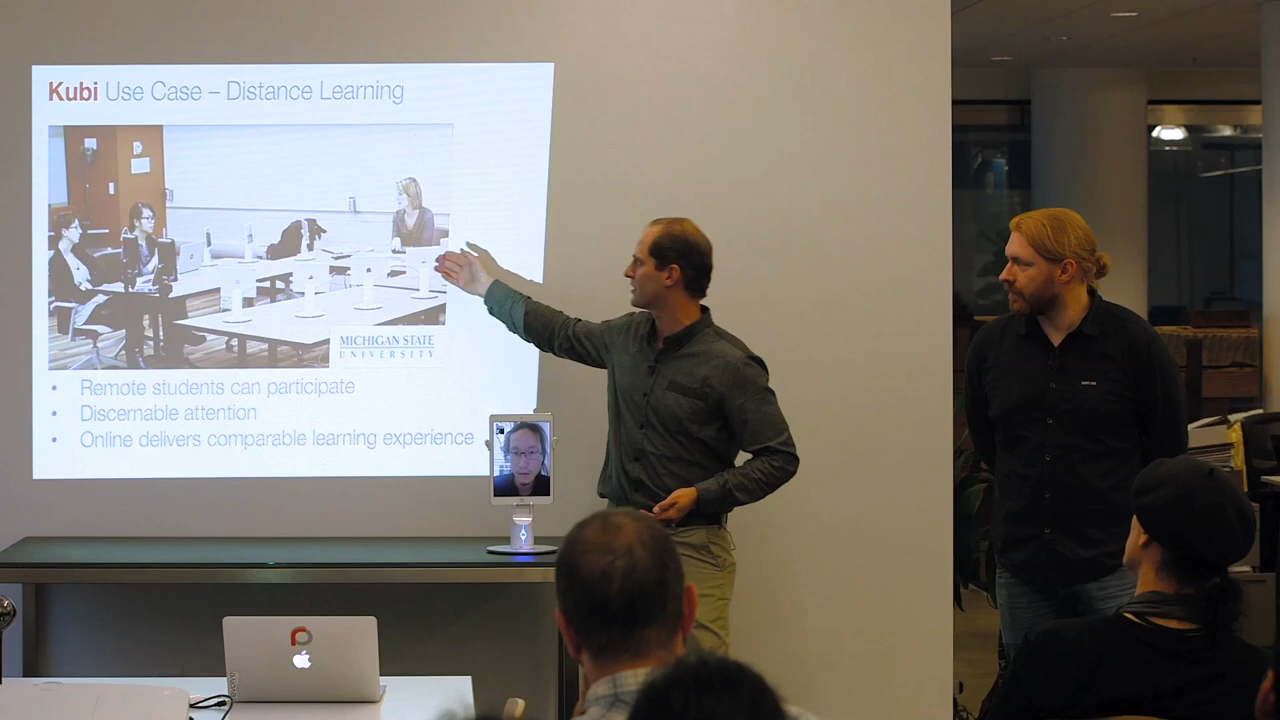 Kubi Use Case – Distance Learning
MICHIGAN STATE
UNIVERSITY
• Remote students can participate
• Discernable attention
• Online delivers comparable learning experience
evolve